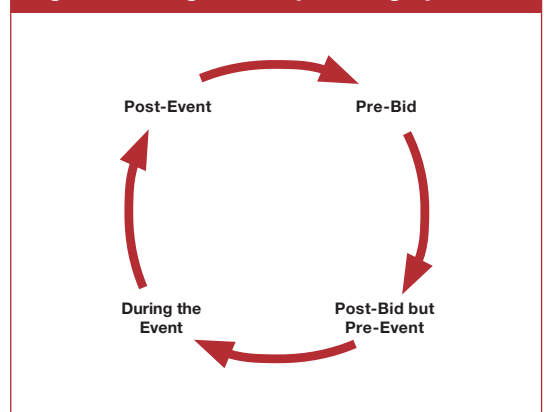 Post-Event
Pre-Bid
During the
Event
Post-Bid but
Pre-Event